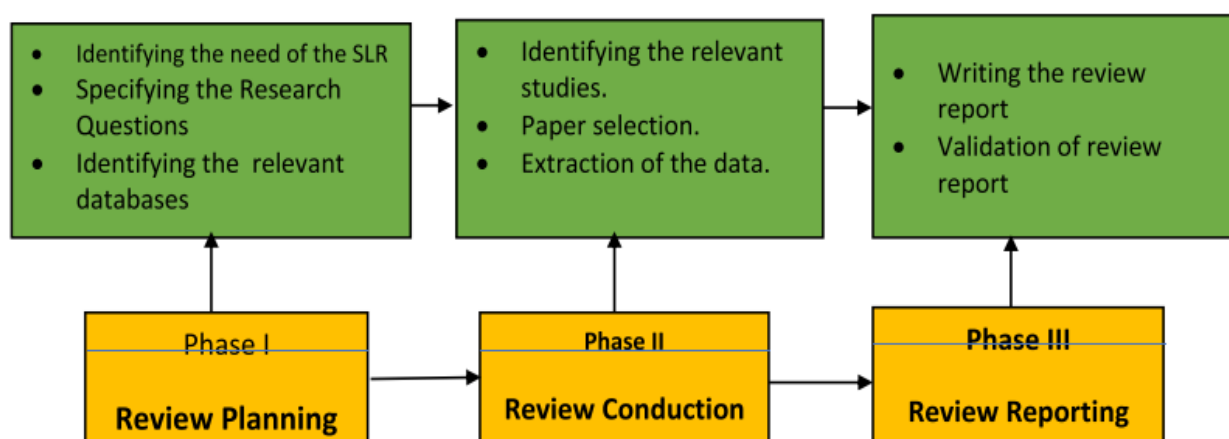 • Identifying the need of the SLR
• Specifying the Research
Questions
• Identifying the  relevant
databases
• Identifying the relevant
studies.
• Paper selection.
• Extraction of the data.
• Writing the review
report
• Validation of review
report
Phase I
Review Planning
Phase II
Review Conduction
Phase III
Review Reporting